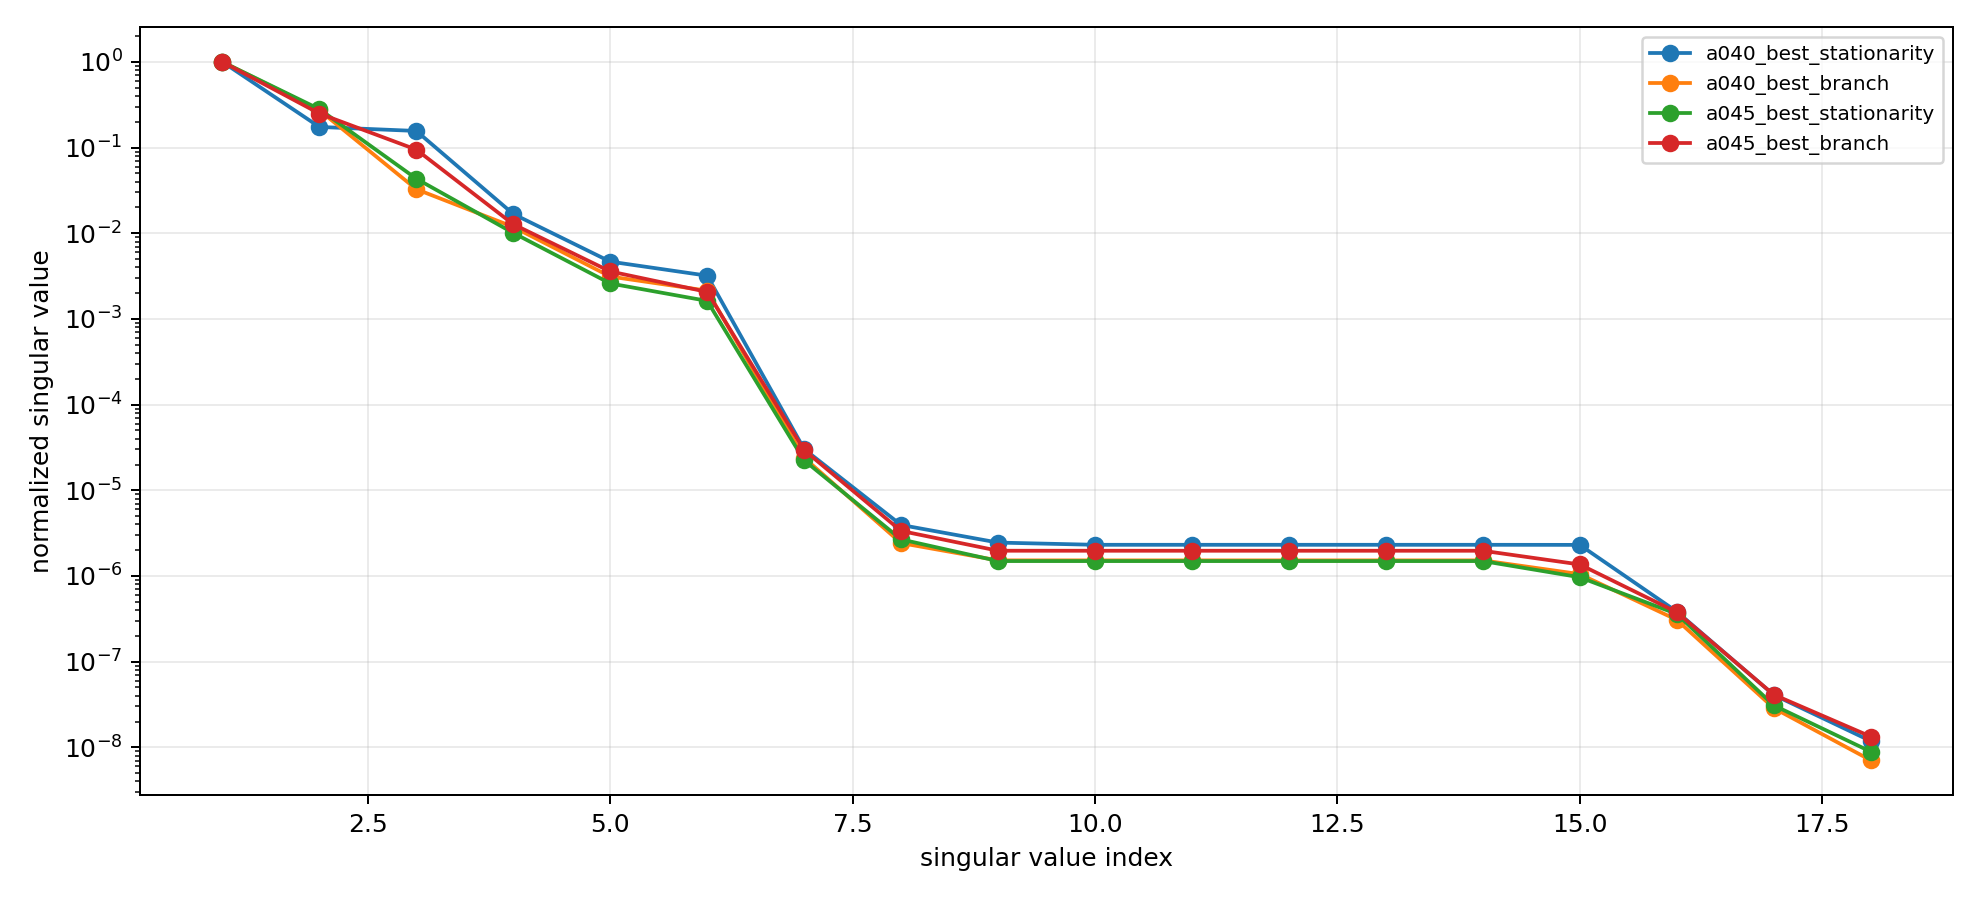 a040_best_stationarity
a040_best_branch
a045_best_stationarity
a045_best_branch
normalized singular value
10^0
10^-1
10^-2
10^-3
10^-4
10^-5
10^-6
10^-7
10^-8
2.5 5.0 7.5 10.0 12.5 15.0 17.5
singular value index